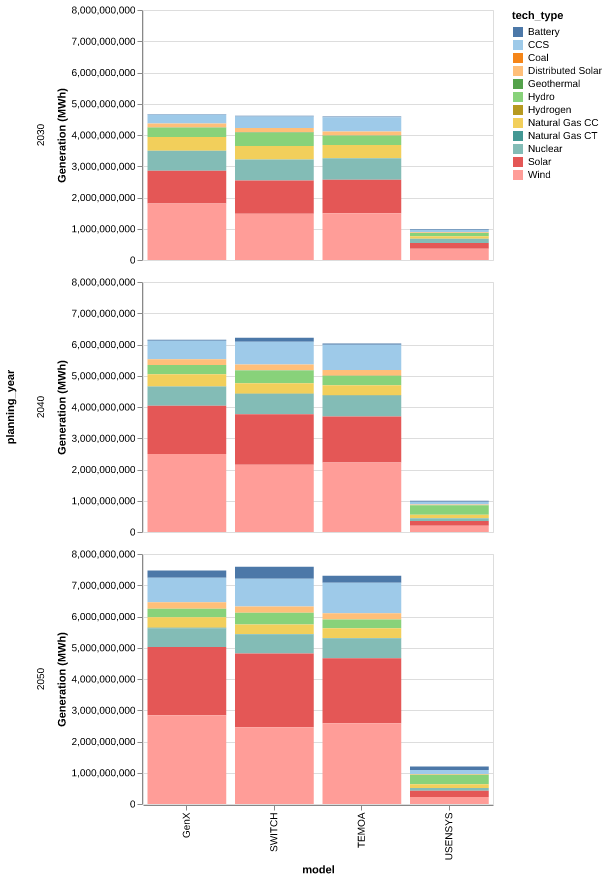 tech_type
Battery
CCS
Coal
Distributed Solar
Geothermal
Hydro
Hydrogen
Natural Gas CC
Natural Gas CT
Nuclear
Solar
Wind
planning_year
2030
Generation (MWh)
8,000,000,000
7,000,000,000
6,000,000,000
5,000,000,000
4,000,000,000
3,000,000,000
2,000,000,000
1,000,000,000
0
2040
Generation (MWh)
8,000,000,000
7,000,000,000
6,000,000,000
5,000,000,000
4,000,000,000
3,000,000,000
2,000,000,000
1,000,000,000
0
2050
Generation (MWh)
8,000,000,000
7,000,000,000
6,000,000,000
5,000,000,000
4,000,000,000
3,000,000,000
2,000,000,000
1,000,000,000
0
GenX
SWITCH
TEMOA
USENSYS
model